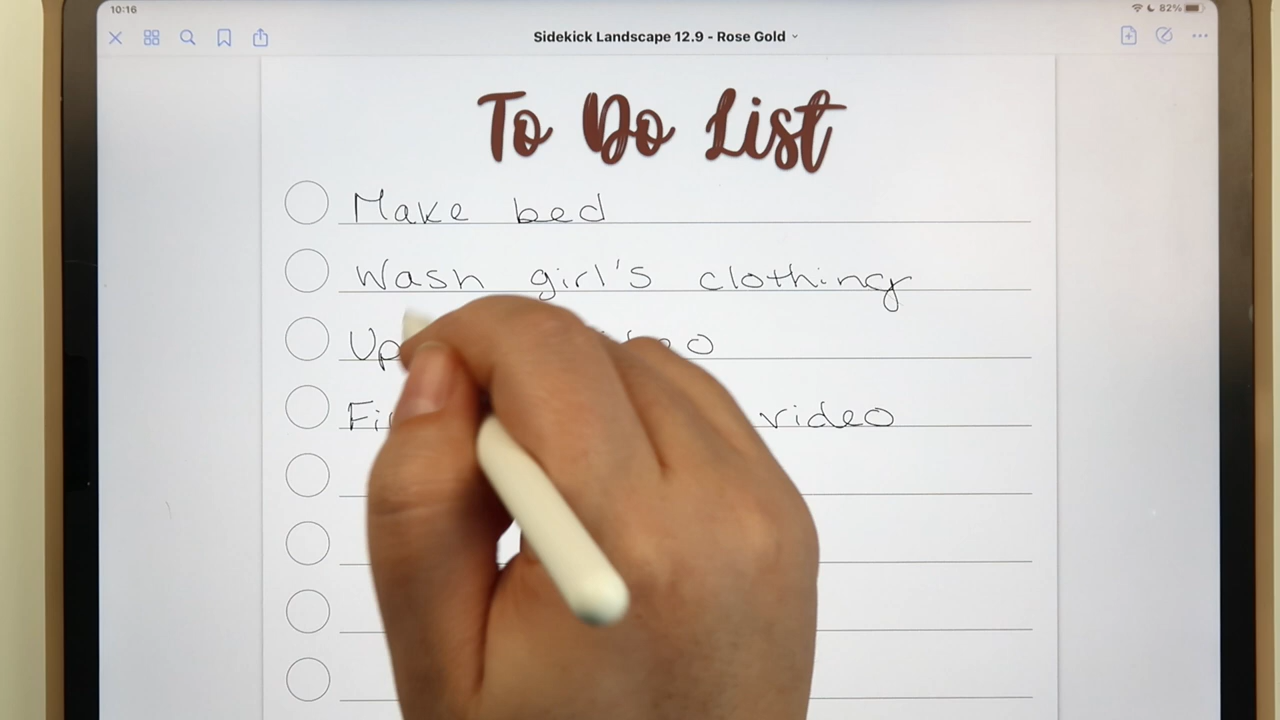 10:16
82%
Sidekick Landscape 12.9 - Rose Gold
To Do List
Make bed
Wash girl's clothing
video